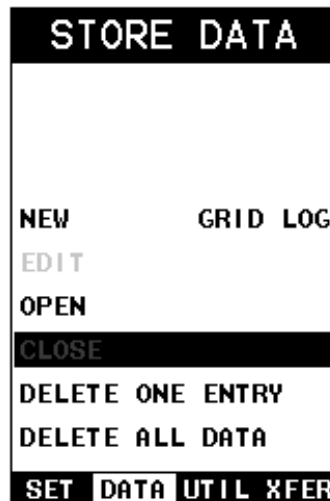 STORE DATA
NEW GRID LOG
EDIT
OPEN
CLOSE
DELETE ONE ENTRY
DELETE ALL DATA
SET DATA UTIL XFER